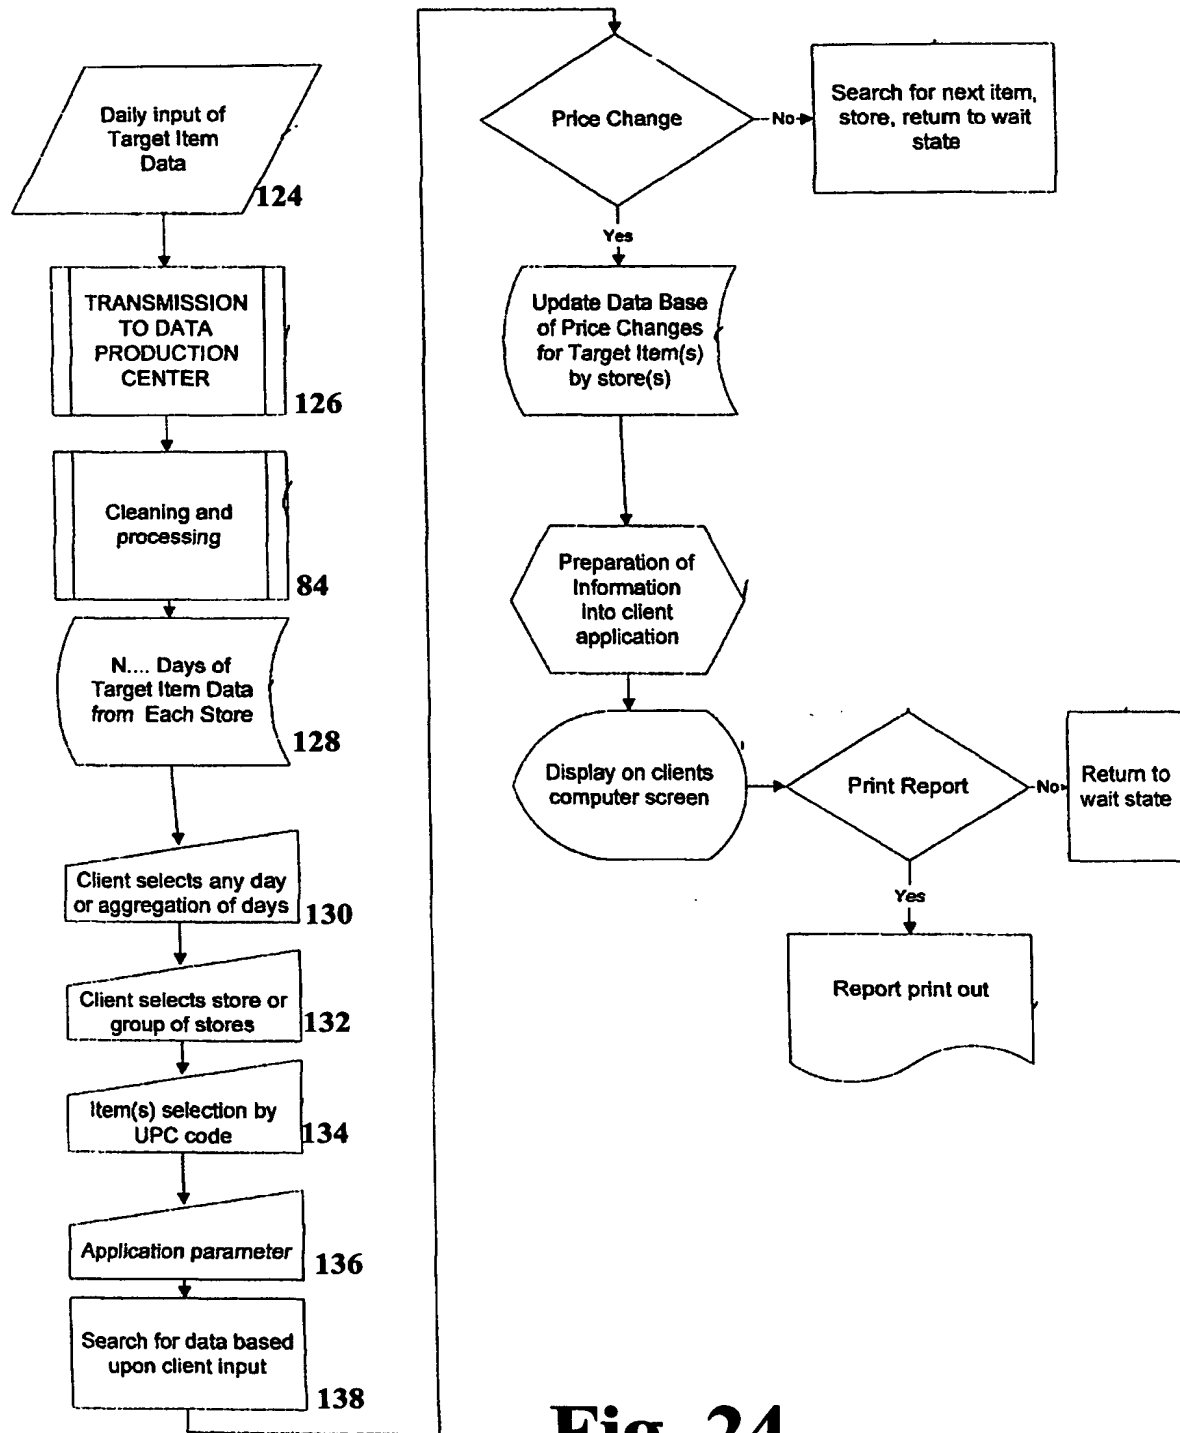 Daily input of
Target Item
Data
124
TRANSMISSION
TO DATA
PRODUCTION
CENTER
126
Cleaning and
processing
84
N.... Days of
Target Item Data
from Each Store
128
Client selects any day
or aggregation of days
130
Client selects store or
group of stores
132
Item(s) selection by
UPC code
134
Application parameter
136
Search for data based
upon client input
138
Price Change
No
Search for next item,
store, return to wait
state
Yes
Update Data Base
of Price Changes
for Target Item(s)
by store(s)
Preparation of
Information
into client
application
Display on clients
computer screen
Print Report
No
Return to
wait state
Yes
Report print out
Fig. 24